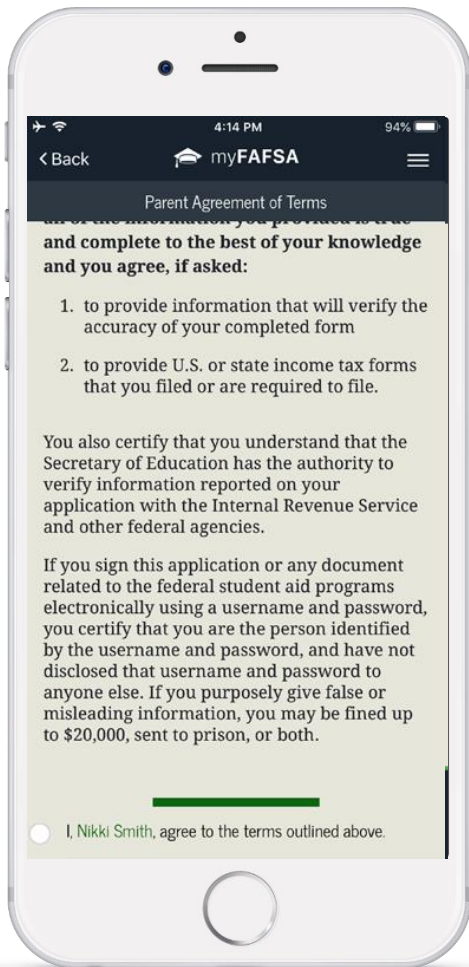 4:14 PM
94%
Back
myFAFSA
Parent Agreement of Terms
all of the information you provided is true
and complete to the best of your knowledge
and you agree, if asked:
1. to provide information that will verify the
accuracy of your completed form
2. to provide U.S. or state income tax forms
that you filed or are required to file.
You also certify that you understand that the
Secretary of Education has the authority to
verify information reported on your
application with the Internal Revenue Service
and other federal agencies.
If you sign this application or any document
related to the federal student aid programs
electronically using a username and password,
you certify that you are the person identified
by the username and password, and have not
disclosed that username and password to
anyone else. If you purposely give false or
misleading information, you may be fined up
to $20,000, sent to prison, or both.
I, Nikki Smith, agree to the terms outlined above.